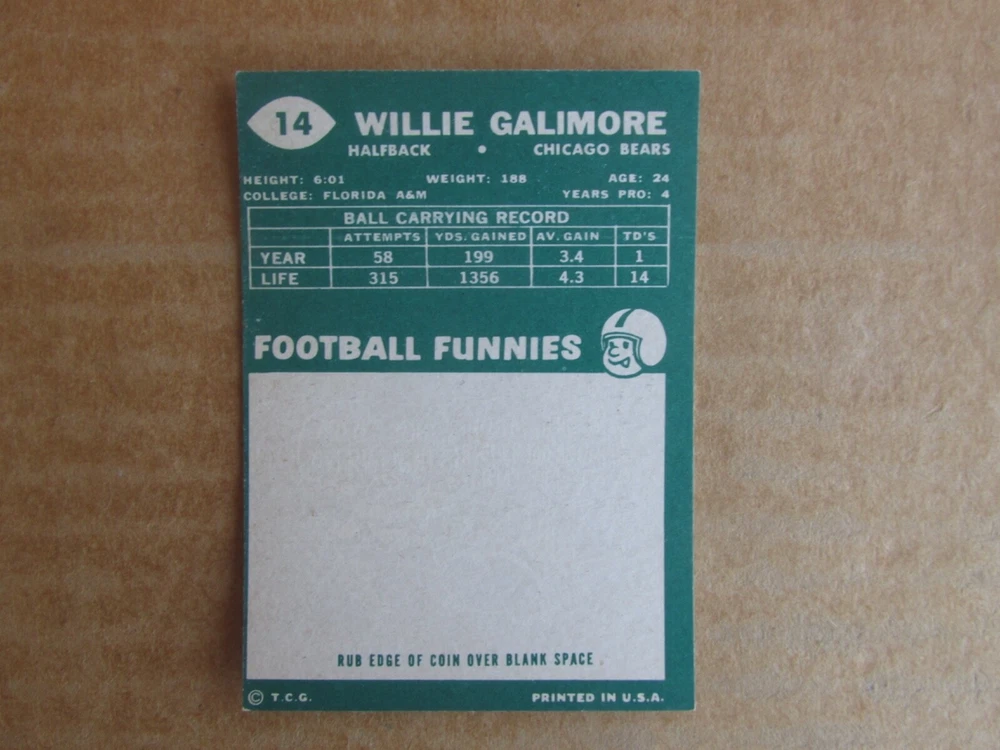 14 WILLIE GALIMORE
HALFBACK • CHICAGO BEARS
HEIGHT: 6:01 WEIGHT: 188 AGE: 24
COLLEGE: FLORIDA A&M YEARS PRO: 4
BALL CARRYING RECORD
ATTEMPTS YDS. GAINED AV. GAIN TD'S
YEAR 58 199 3.4 1
LIFE 315 1356 4.3 14
FOOTBALL FUNNIES
RUB EDGE OF COIN OVER BLANK SPACE
© T.C.G. PRINTED IN U.S.A.